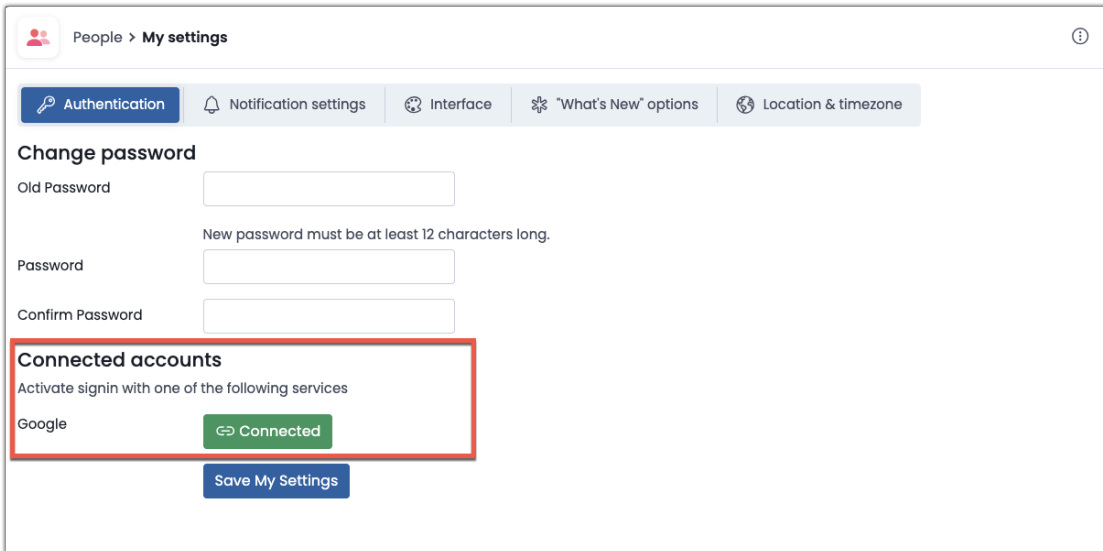 People > My settings
Authentication
Notification settings
Interface
"What's New" options
Location & timezone
Change password
Old Password
New password must be at least 12 characters long.
Password
Confirm Password
Connected accounts
Activate signin with one of the following services
Google
Connected
Save My Settings